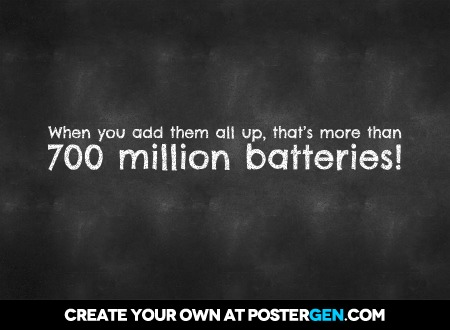 When you add them all up, that's more than
700 million batteries!
CREATE YOUR OWN AT POSTERGEN.COM